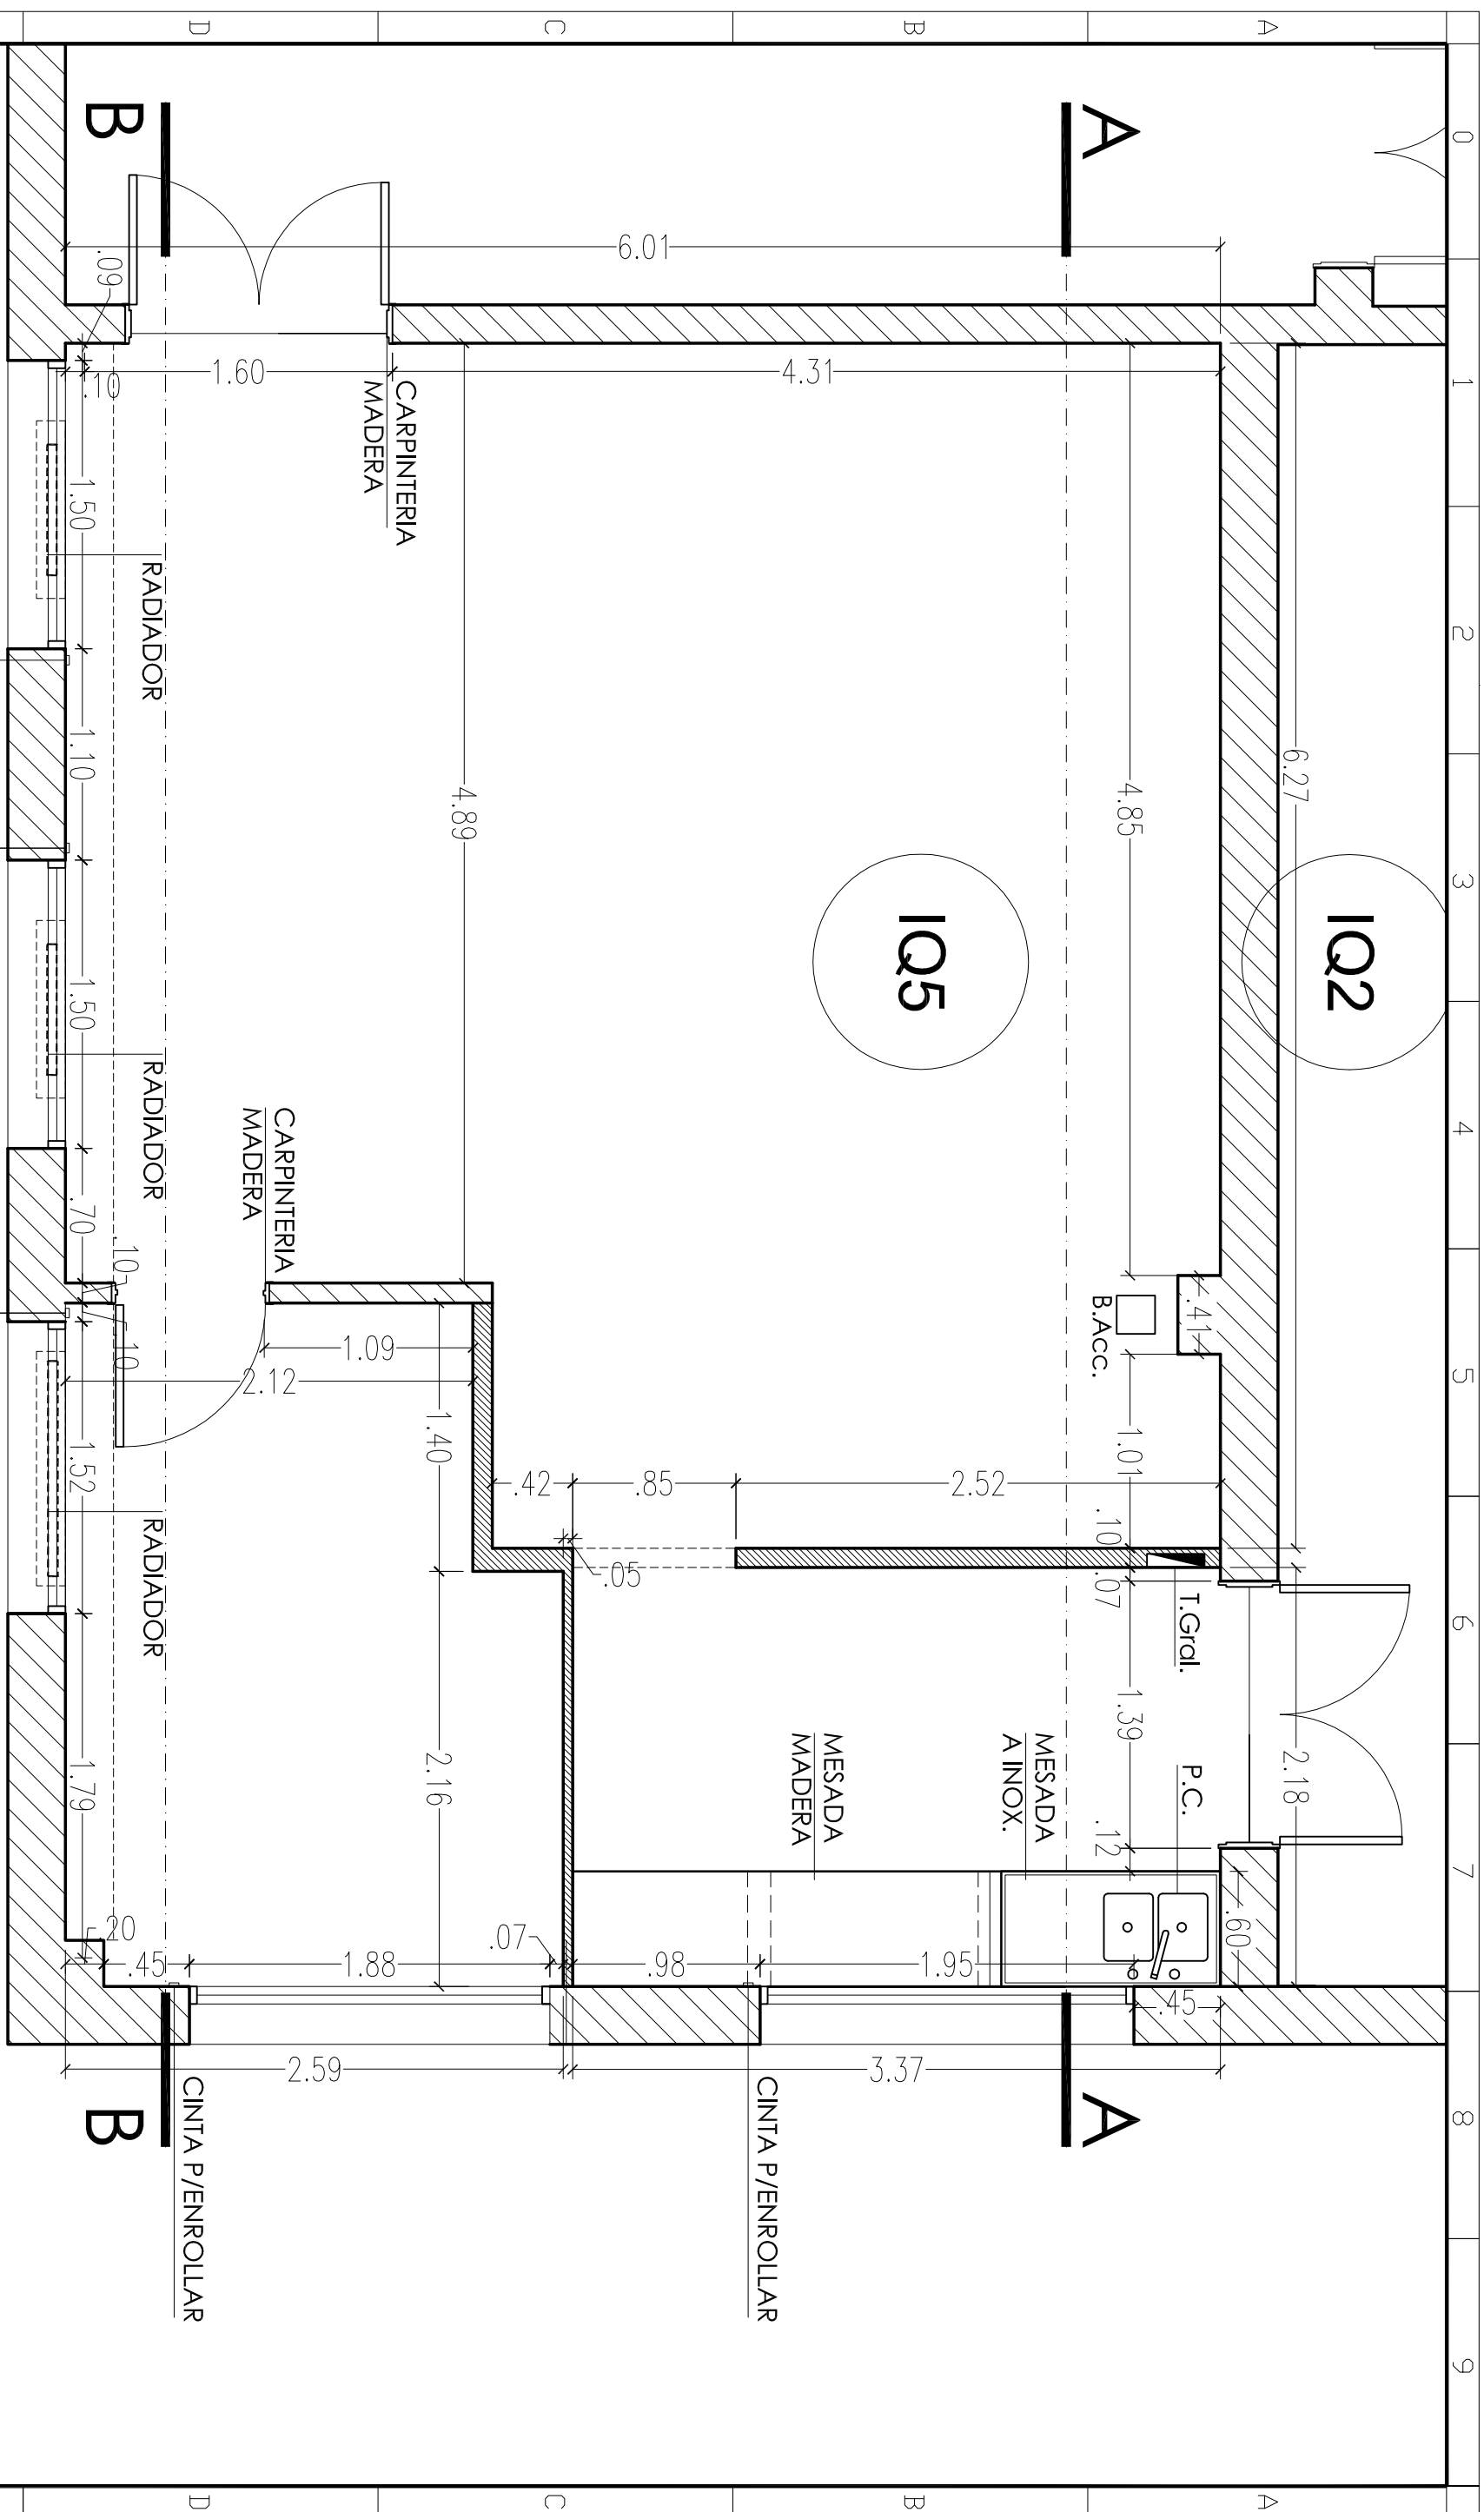 0
1
2
3
4
5
6
7
8
9
A
B
C
D
A
B
C
D
IQ2
IQ5
A
A
B
B
6.27
2.18
4.85
.41
1.01
.10
.07
1.39
.12
.60
B.Acc.
T.Gral.
P.C.
MESADA
A INOX.
MESADA
MADERA
6.01
4.31
1.60
.10
.09
CARPINTERIA
MADERA
4.89
2.52
.85
.42
.05
1.40
2.16
1.09
2.12
CARPINTERIA
MADERA
.45
1.95
.98
.07
1.88
.45
.20
3.37
2.59
CINTA P/ENROLLAR
CINTA P/ENROLLAR
RADIADOR
RADIADOR
RADIADOR
1.50
1.10
1.50
.70
.10
.10
1.52
1.79